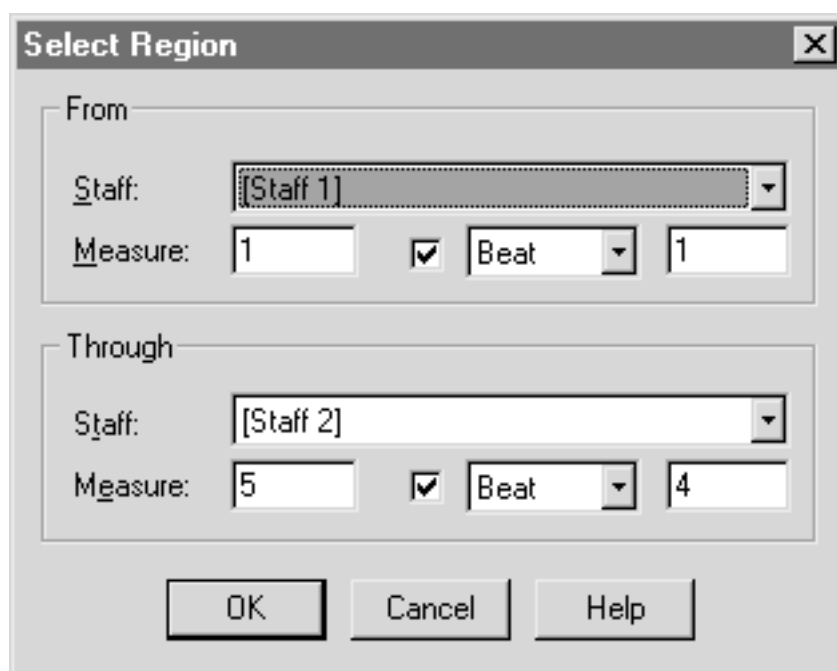 Select Region
From
Staff: [Staff 1]
Measure: 1 Beat 1
Through
Staff: [Staff 2]
Measure: 5 Beat 4
OK Cancel Help